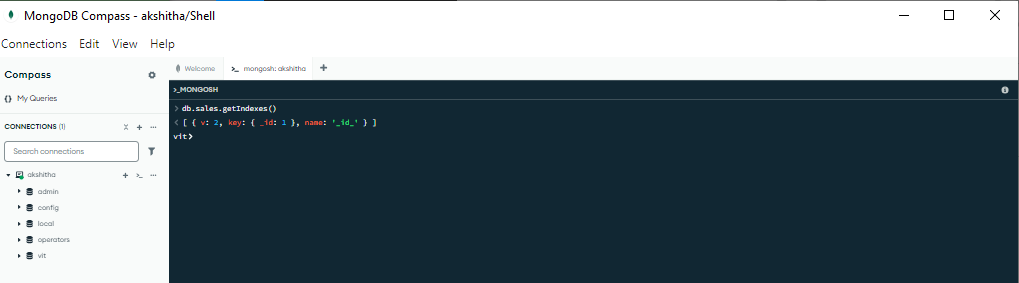 MongoDB Compass - akshitha/Shell
Connections Edit View Help
Compass
My Queries
CONNECTIONS (1)
Search connections
akshitha
admin
config
local
operators
vit
Welcome
>_ mongosh: akshitha
>_MONGOSH
> db.sales.getIndexes()
< [ { v: 2, key: { _id: 1 }, name: '_id_' } ]
vit>